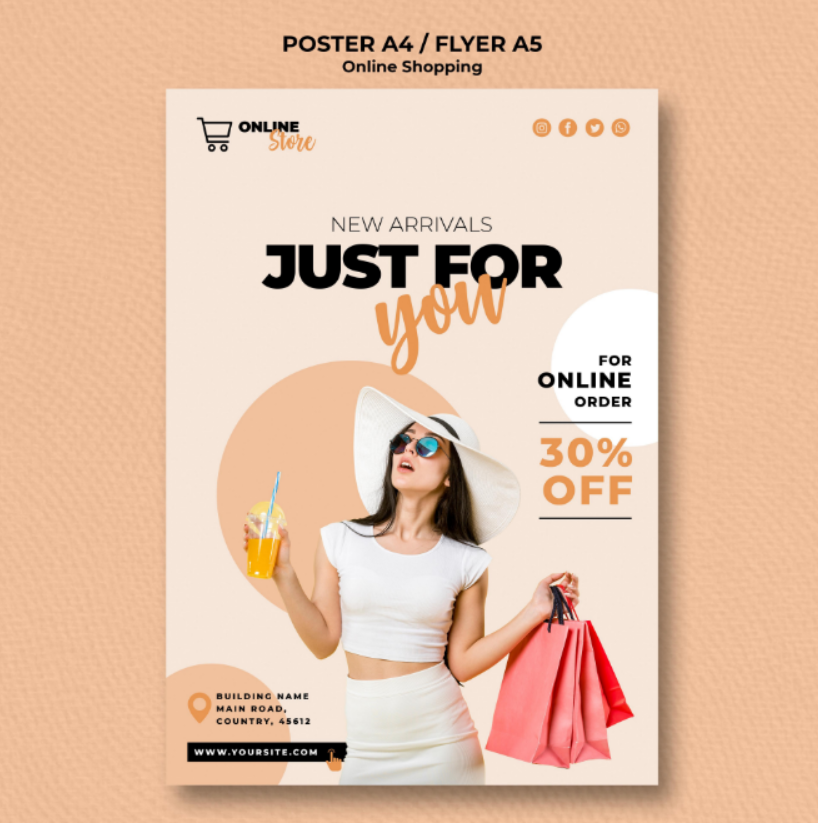 POSTER A4 / FLYER A5
Online Shopping
ONLINE
Store
NEW ARRIVALS
JUST FOR
you
FOR
ONLINE
ORDER
30%
OFF
BUILDING NAME
MAIN ROAD,
COUNTRY, 45612
WWW.YOURSITE.COM